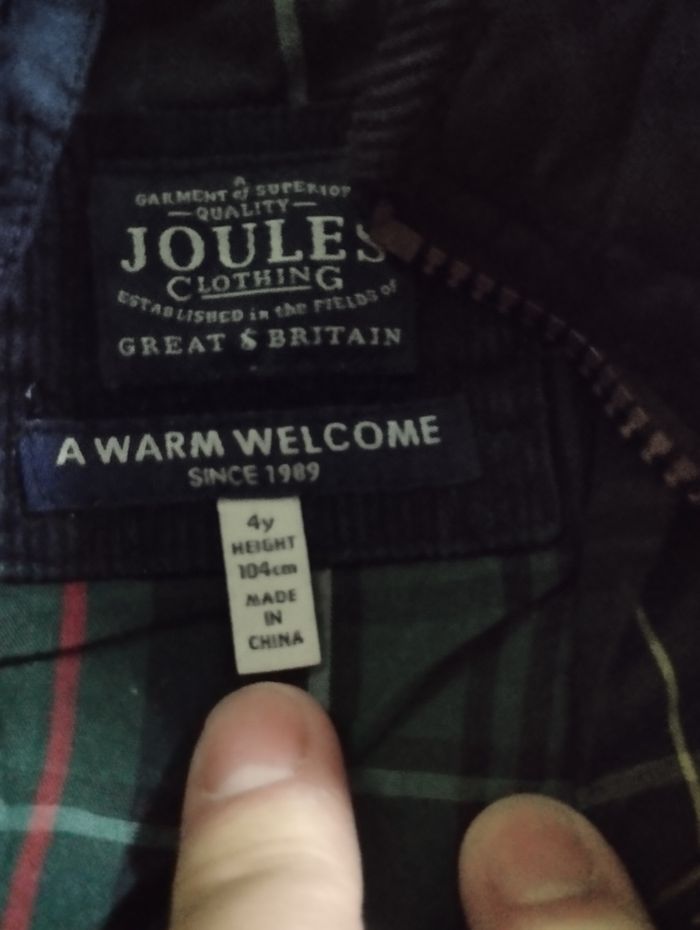 A
GARMENT of SUPERIOR
QUALITY
JOULES
CLOTHING
ESTABLISHED in the FIELDS of
GREAT & BRITAIN
A WARM WELCOME
SINCE 1989
4y
HEIGHT
104cm
MADE
IN
CHINA